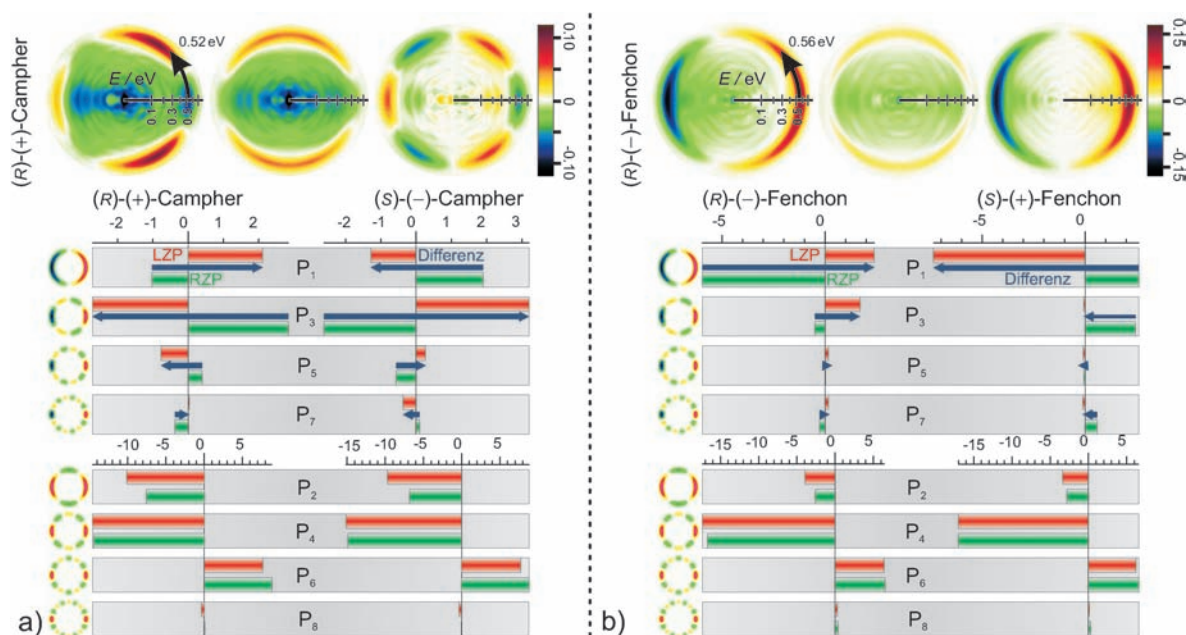 (R)-(+)-Campher
0.52 eV
E / eV
0.1
0.3
0.5
0.10
0
-0.10
(R)-(−)-Fenchon
0.56 eV
E / eV
0.1
0.3
0.5
0.15
0
-0.15
(R)-(+)-Campher
(S)-(−)-Campher
-2 -1 0 1 2
-2 -1 0 1 2 3
LZP
Differenz
P1
RZP
P3
P5
P7
-10 -5 0 5
-15 -10 -5 0 5
P2
P4
P6
P8
a)
(R)-(−)-Fenchon
(S)-(+)-Fenchon
-5 0
-5 0
LZP
P1
RZP
Differenz
P3
P5
P7
-15 -10 -5 0 5
-15 -10 -5 0 5
P2
P4
P6
P8
b)